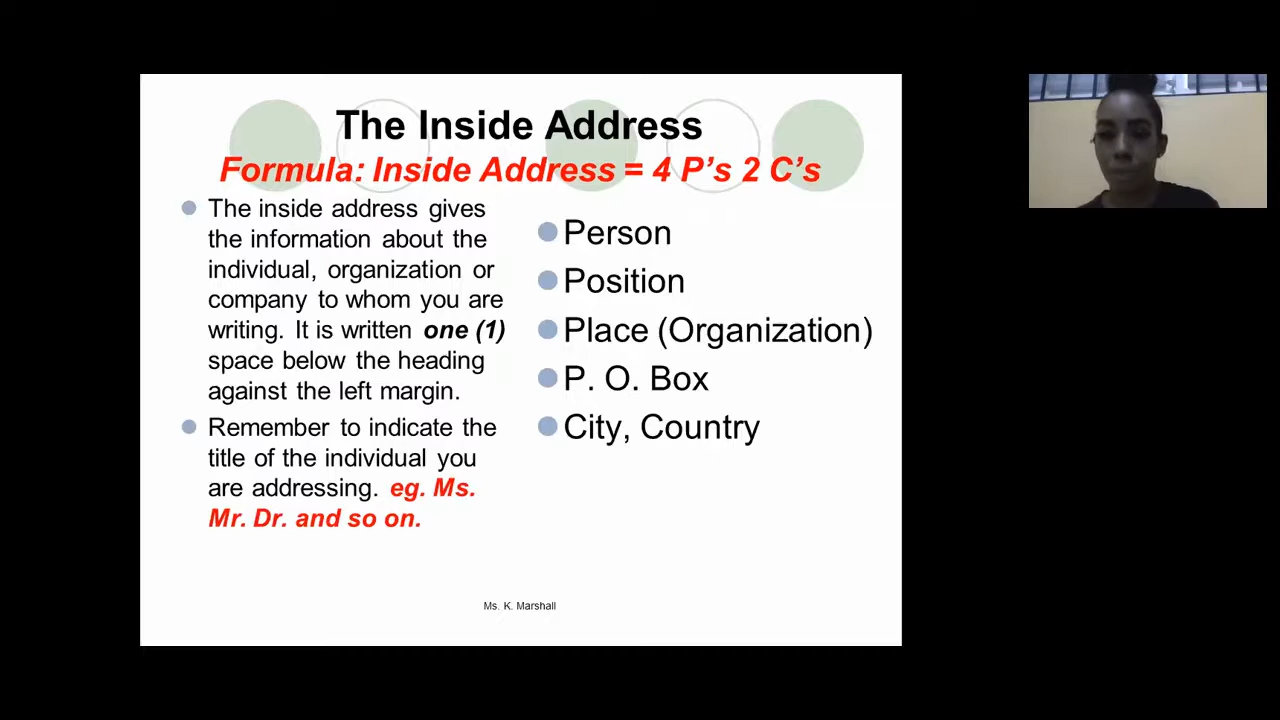 The Inside Address
Formula: Inside Address = 4 P's 2 C's
The inside address gives
the information about the
individual, organization or
company to whom you are
writing. It is written one (1)
space below the heading
against the left margin.
Remember to indicate the
title of the individual you
are addressing. eg. Ms.
Mr. Dr. and so on.
Person
Position
Place (Organization)
P. O. Box
City, Country
Ms. K. Marshall